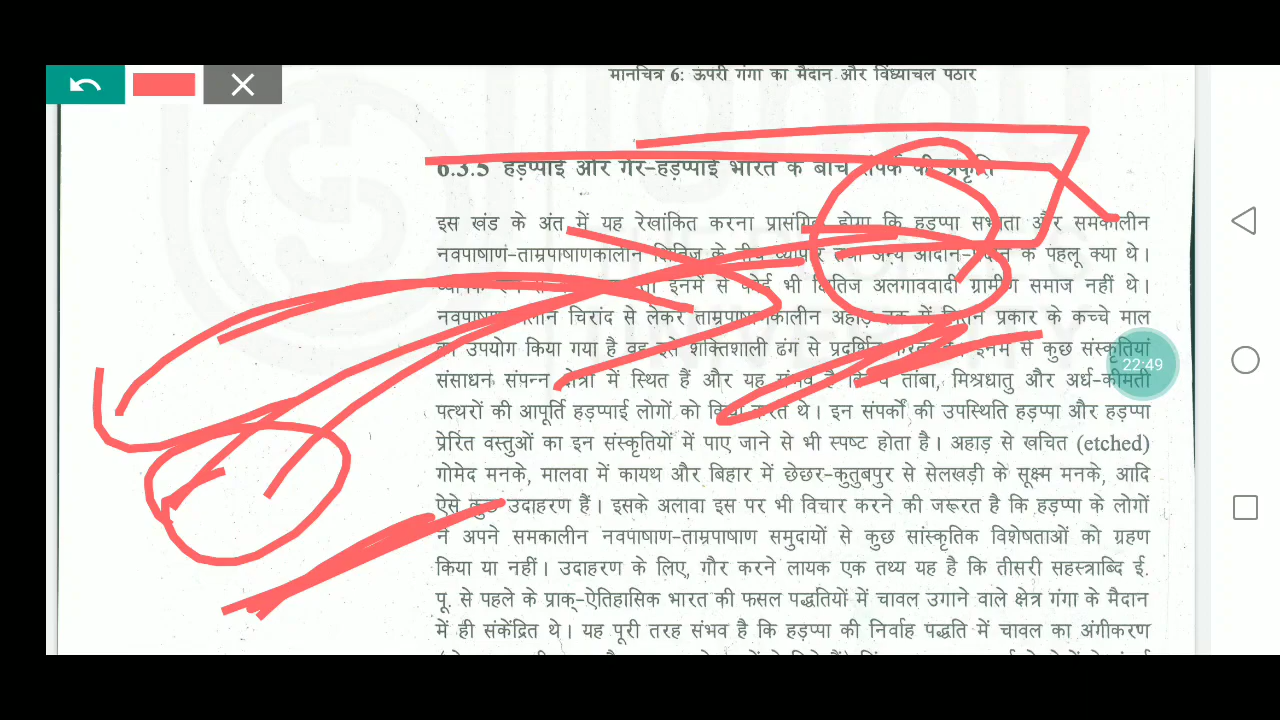 मानचित्र 6: ऊपरी गंगा का मैदान और विंध्याचल पठार
6.3.5 हड़प्पाई और गैर-हड़प्पाई भारत के बीच संपर्क की प्रकृति
इस खंड के अंत में यह रेखांकित करना प्रासंगिक होगा कि हड़प्पा सभ्यता और समकालीन
नवपाषाण-ताम्रपाषाणकालीन क्षितिज के बीच व्यापार तथा अन्य आदान-प्रदान के पहलू क्या थे।
इनमें से कोई भी क्षितिज अलगाववादी ग्रामीण समाज नहीं थे।
चिरांद से लेकर ताम्रपाषाणकालीन अहाड़ तक में जितने प्रकार के कच्चे माल
का उपयोग किया गया है वह इसे शक्तिशाली ढंग से प्रदर्शित करता इनमें से कुछ संस्कृतियां
संसाधन संपन्न क्षेत्रों में स्थित हैं और यह संभव है कि वे तांबा, मिश्रधातु और अर्ध-कीमती
पत्थरों की आपूर्ति हड़प्पाई लोगों को किया करते थे। इन संपर्कों की उपस्थिति हड़प्पा और हड़प्पा
प्रेरित वस्तुओं का इन संस्कृतियों में पाए जाने से भी स्पष्ट होता है। अहाड़ से खचित (etched)
गोमेद मनके, मालवा में कायथ और बिहार में छेछर-कुतुबपुर से सेलखड़ी के सूक्ष्म मनके, आदि
ऐसे कुछ उदाहरण हैं। इसके अलावा इस पर भी विचार करने की जरूरत है कि हड़प्पा के लोगों
ने अपने समकालीन नवपाषाण-ताम्रपाषाण समुदायों से कुछ सांस्कृतिक विशेषताओं को ग्रहण
किया या नहीं। उदाहरण के लिए, गौर करने लायक एक तथ्य यह है कि तीसरी सहस्त्राब्दि ई.
पू. से पहले के प्राक्-ऐतिहासिक भारत की फसल पद्धतियों में चावल उगाने वाले क्षेत्र गंगा के मैदान
में ही संकेंद्रित थे। यह पूरी तरह संभव है कि हड़प्पा की निर्वाह पद्धति में चावल का अंगीकरण
22:49